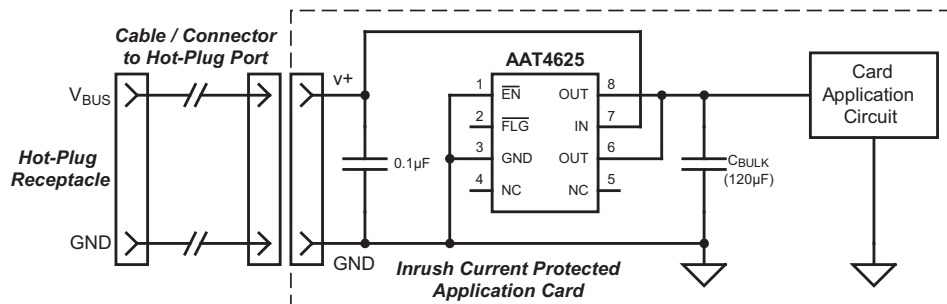 Cable / Connector
to Hot-Plug Port
VBUS
Hot-Plug
Receptacle
GND
V+
0.1µF
GND
AAT4625
1 EN OUT 8
2 FLG IN 7
3 GND OUT 6
4 NC NC 5
CBULK
(120µF)
Card
Application
Circuit
Inrush Current Protected
Application Card